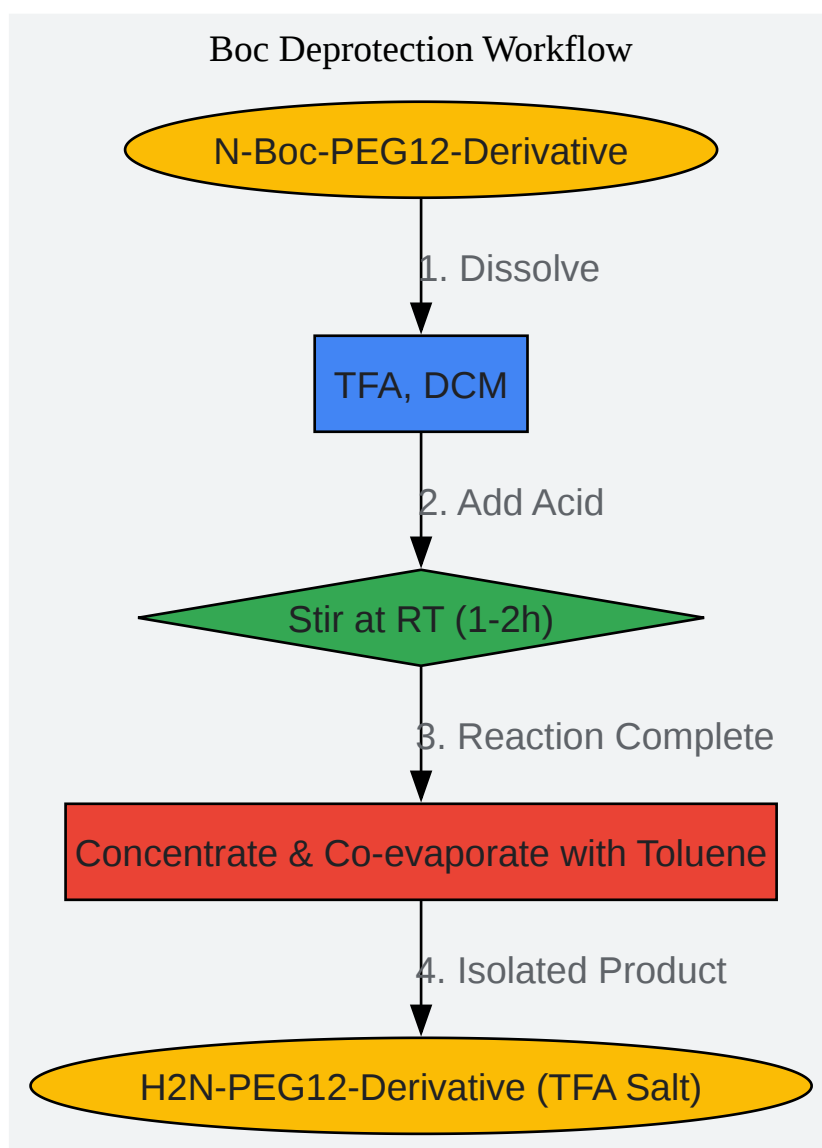 Boc Deprotection Workflow
N-Boc-PEG12-Derivative
1. Dissolve
TFA, DCM
2. Add Acid
Stir at RT (1-2h)
3. Reaction Complete
Concentrate & Co-evaporate with Toluene
4. Isolated Product
H2N-PEG12-Derivative (TFA Salt)